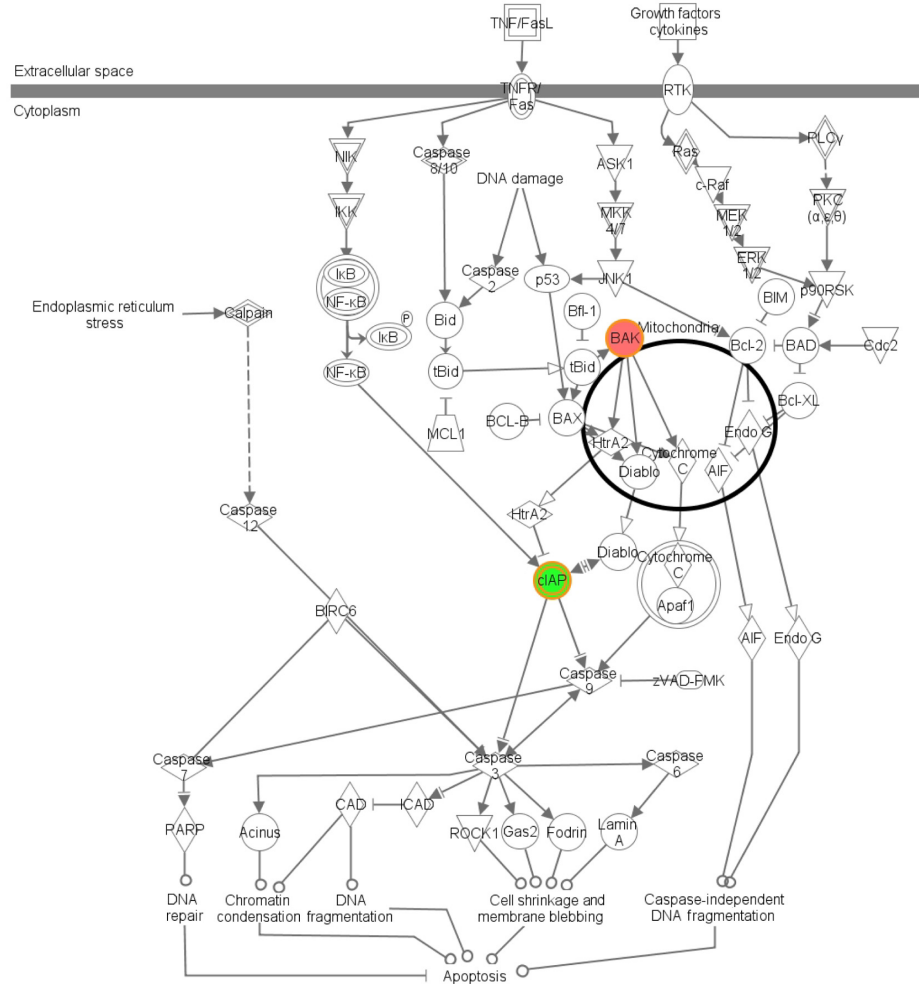 TNF/FasL
Growth factors
cytokines
Extracellular space
TNFR/
Fas
RTK
Cytoplasm
NIK
Caspase
8/10
ASK1
Ras
PLCγ
DNA damage
c-Raf
IKK
MKK
4/7
MEK
1/2
PKC
(α,ε,θ)
ERK
1/2
IκB
NF-κB
Caspase
2
p53
JNK1
p90RSK
BIM
Endoplasmic reticulum
stress
Calpain
P
IκB
Bid
Bfl-1
BAK
Mitochondria
Bcl-2
BAD
Cdc2
NF-κB
tBid
tBid
Bcl-XL
MCL1
BCL-B
BAX
HtrA2
Endo G
Cytochrome
C
Diablo
AIF
Caspase
12
HtrA2
Diablo
Cytochrome
C
cIAP
Apaf1
BIRC6
AIF
Endo G
Caspase
9
zVAD-FMK
Caspase
7
Caspase
3
Caspase
6
PARP
Acinus
CAD
ICAD
ROCK1
Gas2
Fodrin
Lamin
A
DNA
repair
Chromatin
condensation
DNA
fragmentation
Cell shrinkage and
membrane blebbing
Caspase-independent
DNA fragmentation
Apoptosis